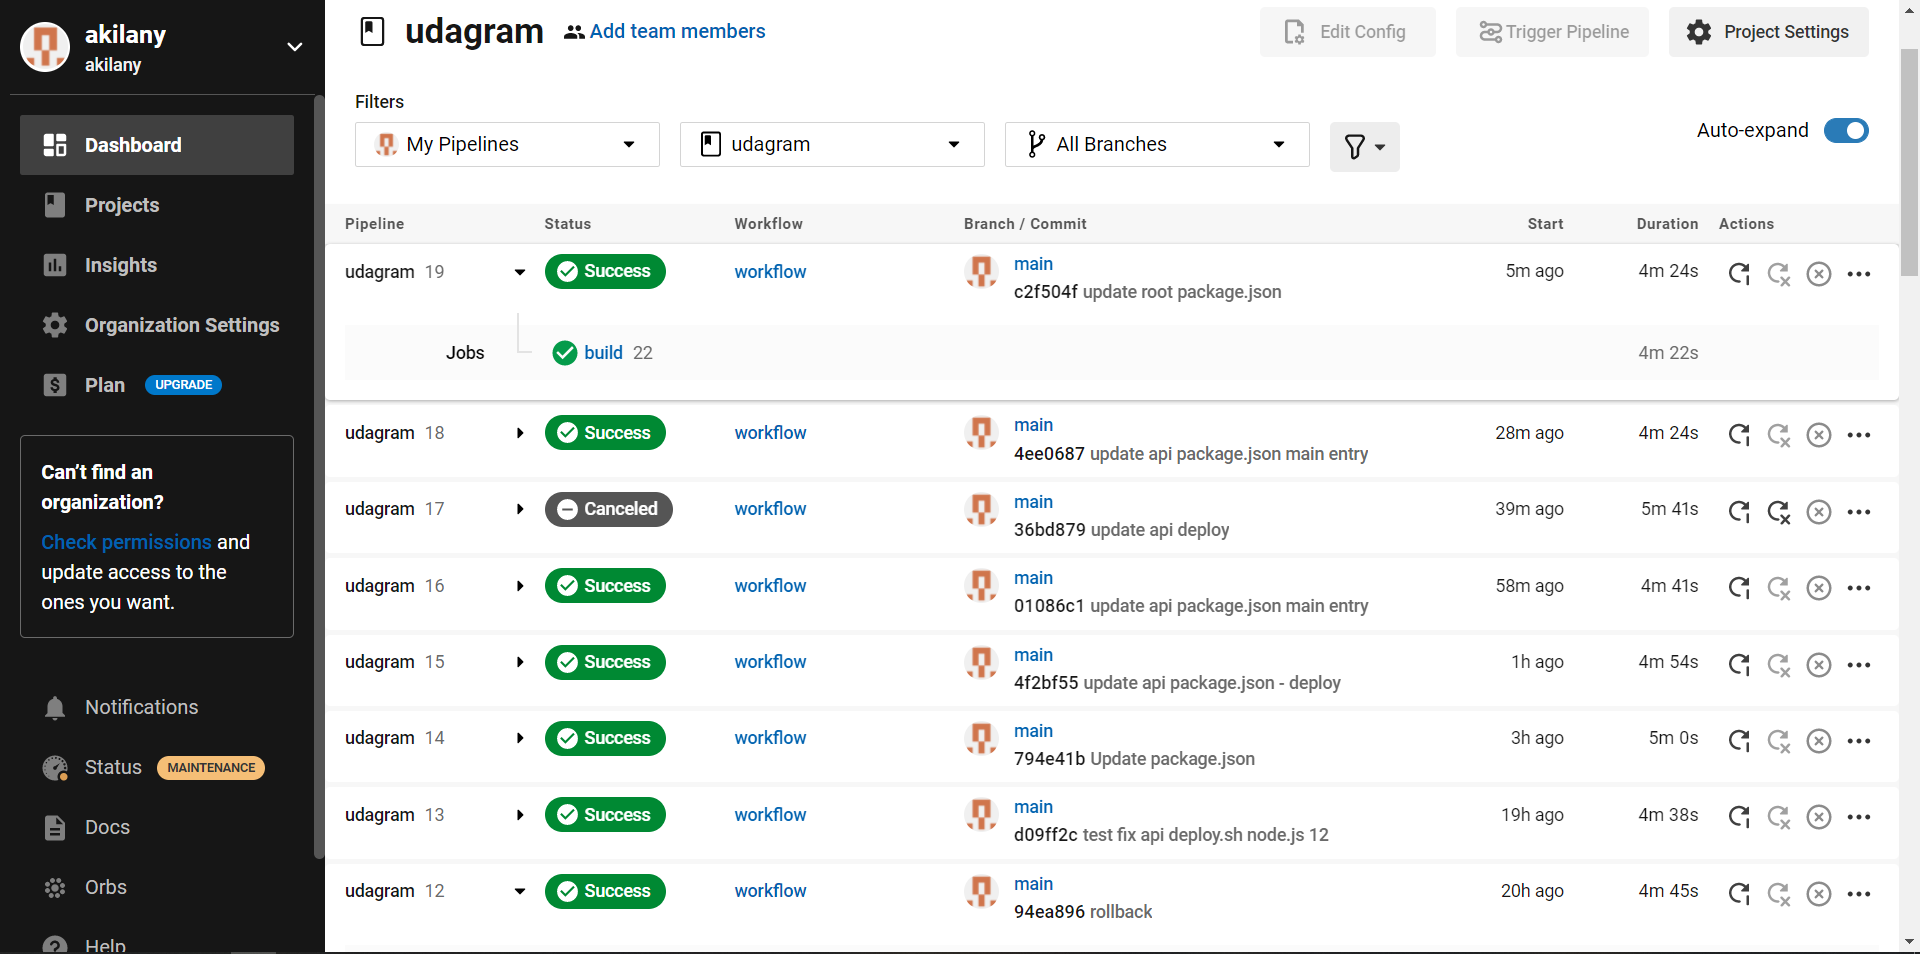 akilany
akilany
Dashboard
Projects
Insights
Organization Settings
Plan UPGRADE
Can't find an
organization?
Check permissions and
update access to the
ones you want.
Notifications
Status MAINTENANCE
Docs
Orbs
Help
udagram Add team members
Edit Config Trigger Pipeline Project Settings
Filters
My Pipelines udagram All Branches
Auto-expand
Pipeline Status Workflow Branch / Commit Start Duration Actions
udagram 19 Success workflow main 5m ago 4m 24s
c2f504f update root package.json
Jobs build 22 4m 22s
udagram 18 Success workflow main 28m ago 4m 24s
4ee0687 update api package.json main entry
udagram 17 Canceled workflow main 39m ago 5m 41s
36bd879 update api deploy
udagram 16 Success workflow main 58m ago 4m 41s
01086c1 update api package.json main entry
udagram 15 Success workflow main 1h ago 4m 54s
4f2bf55 update api package.json - deploy
udagram 14 Success workflow main 3h ago 5m 0s
794e41b Update package.json
udagram 13 Success workflow main 19h ago 4m 38s
d09ff2c test fix api deploy.sh node.js 12
udagram 12 Success workflow main 20h ago 4m 45s
94ea896 rollback